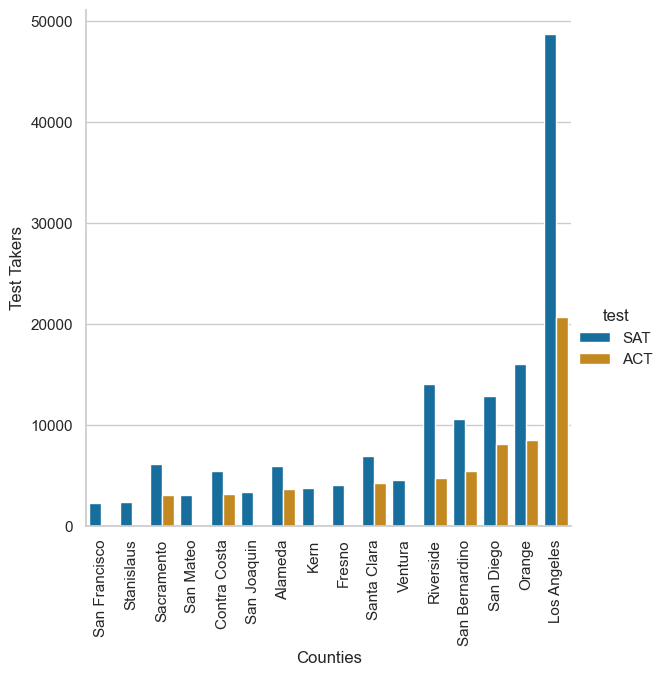 50000
40000
30000
20000
10000
0
Test Takers
San Francisco
Stanislaus
Sacramento
San Mateo
Contra Costa
San Joaquin
Alameda
Kern
Fresno
Santa Clara
Ventura
Riverside
San Bernardino
San Diego
Orange
Los Angeles
Counties
test
SAT
ACT